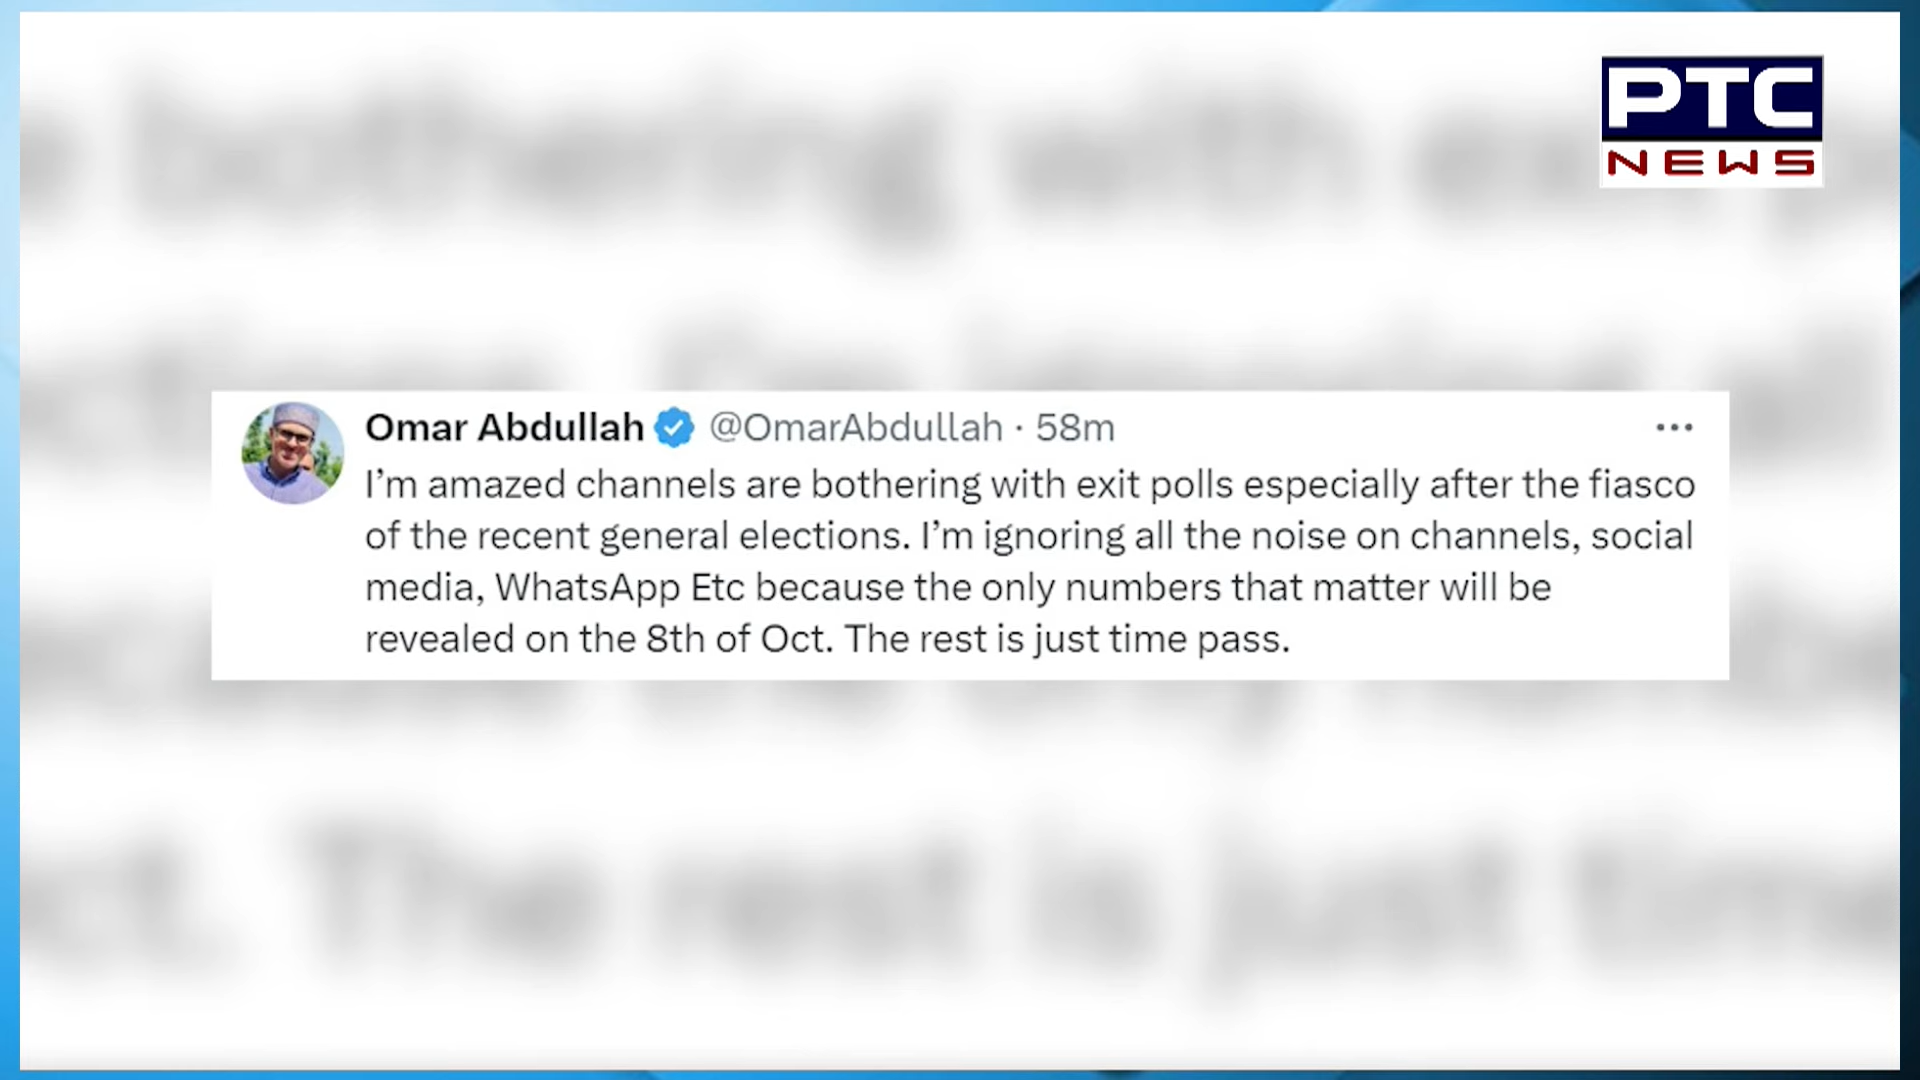 PTC
NEWS
Omar Abdullah @OmarAbdullah · 58m
I'm amazed channels are bothering with exit polls especially after the fiasco
of the recent general elections. I'm ignoring all the noise on channels, social
media, WhatsApp Etc because the only numbers that matter will be
revealed on the 8th of Oct. The rest is just time pass.